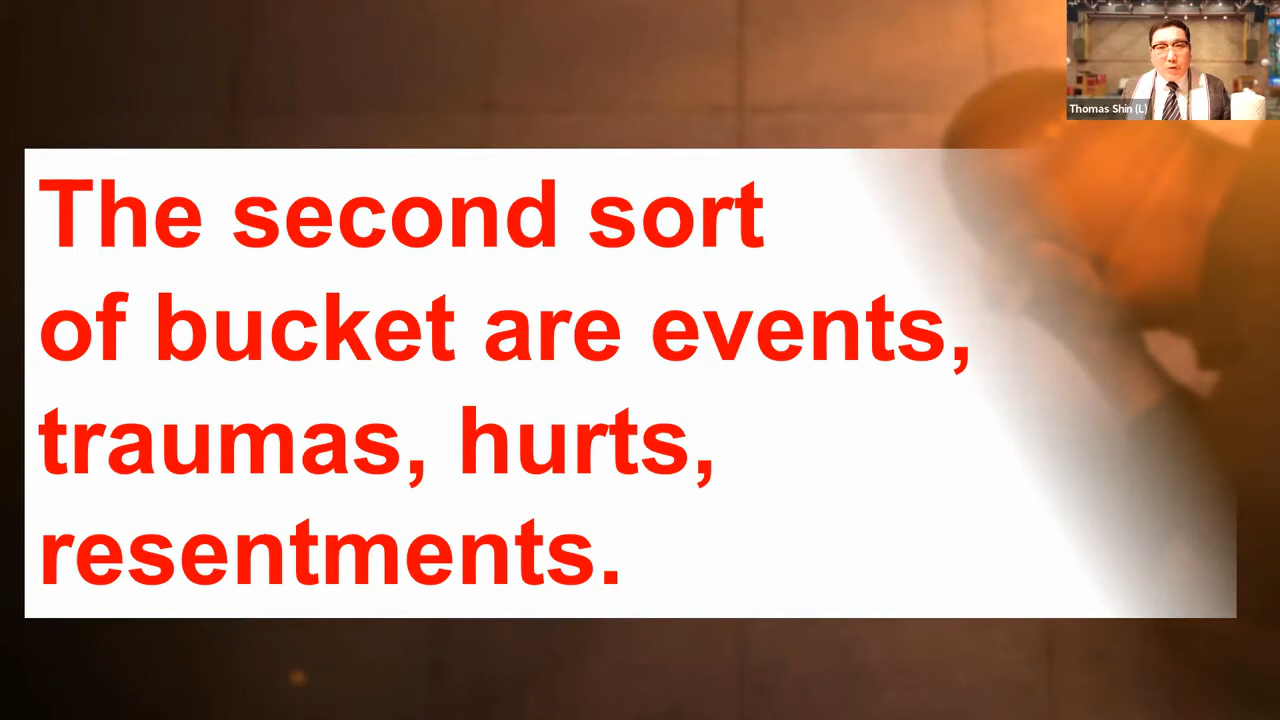 Thomas Shin (L)
The second sort
of bucket are events,
traumas, hurts,
resentments.